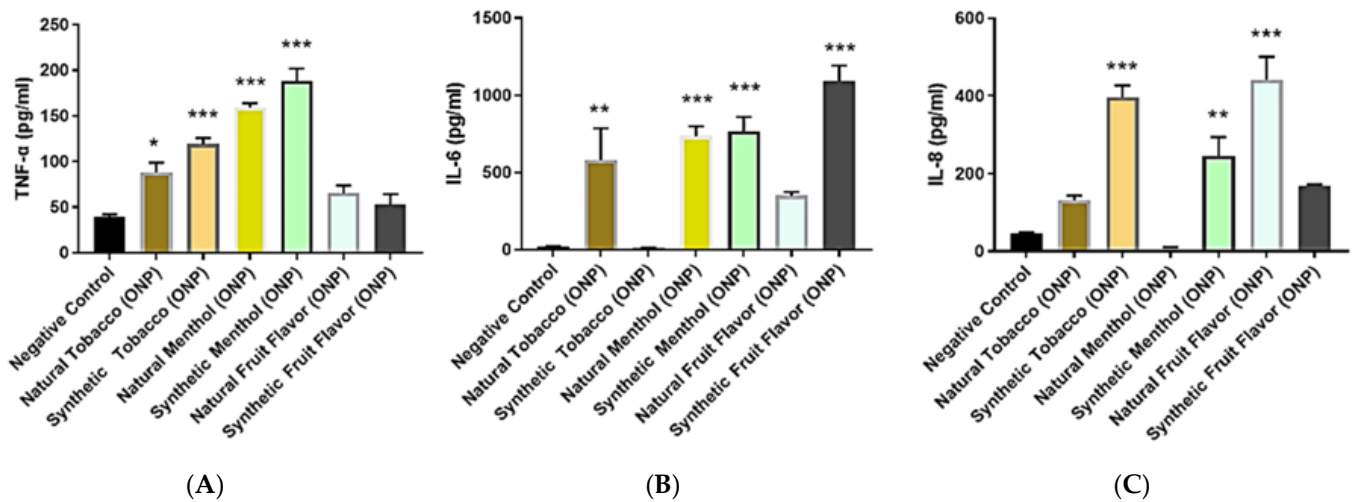 TNF-α (pg/ml)
250
200
150
100
50
0
*
***
***
***
Negative Control
Natural Tobacco (ONP)
Synthetic Tobacco (ONP)
Natural Menthol (ONP)
Synthetic Menthol (ONP)
Natural Fruit Flavor (ONP)
Synthetic Fruit Flavor (ONP)
(A)
IL-6 (pg/ml)
1500
1000
500
0
**
***
***
***
Negative Control
Natural Tobacco (ONP)
Synthetic Tobacco (ONP)
Natural Menthol (ONP)
Synthetic Menthol (ONP)
Natural Fruit Flavor (ONP)
Synthetic Fruit Flavor (ONP)
(B)
IL-8 (pg/ml)
600
400
200
0
***
**
***
Negative Control
Natural Tobacco (ONP)
Synthetic Tobacco (ONP)
Natural Menthol (ONP)
Synthetic Menthol (ONP)
Natural Fruit Flavor (ONP)
Synthetic Fruit Flavor (ONP)
(C)